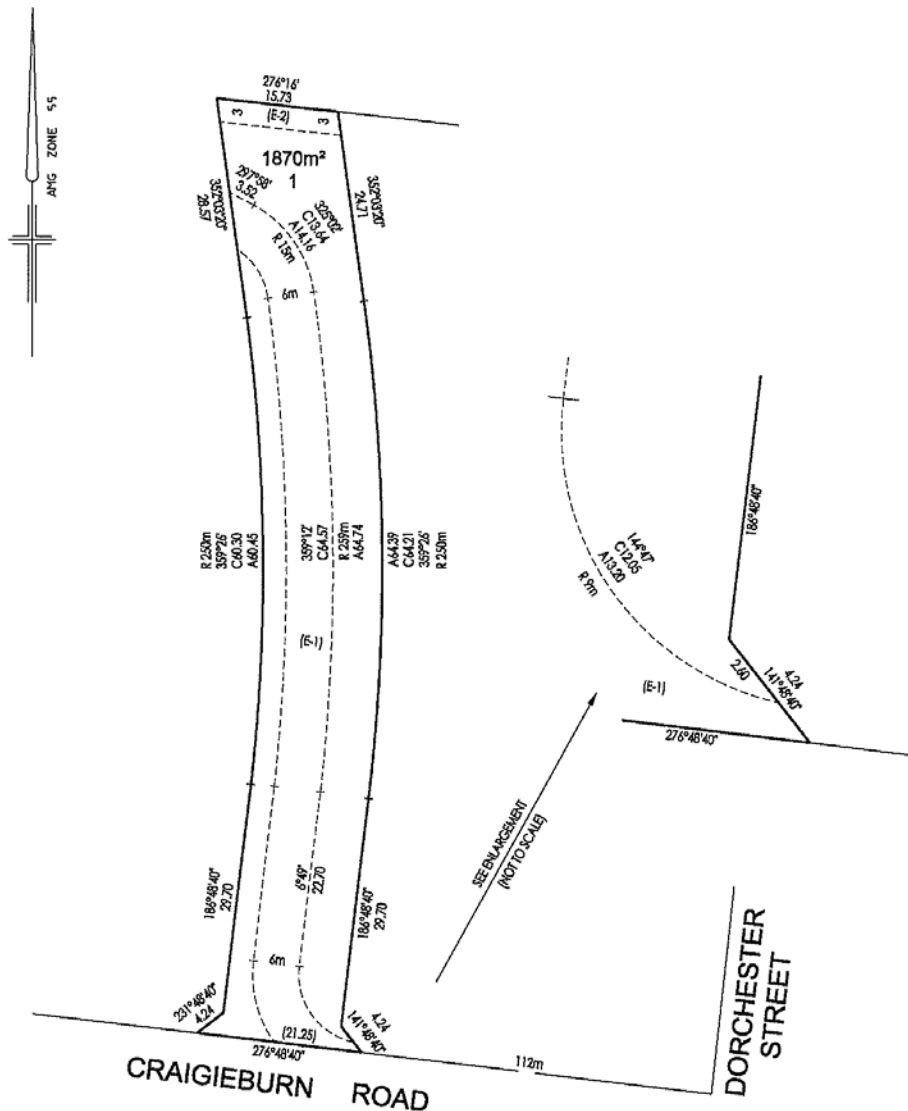 AMG ZONE 55
276°16'
15.73
3
(E-2)
3
1870m²
1
297°58'
3.52
352°03'20"
28.57
325°02'
C13.64
A14.16
R 15m
352°03'20"
24.71
6m
R 250m
359°26'
C60.30
A60.45
359°12'
C64.57
R 259m
A64.74
A64.39
C64.21
359°26'
R 250m
(E-1)
186°48'40"
144°47'
C12.05
A13.20
R 9m
2.60
4.24
141°48'40"
(E-1)
276°48'40"
SEE ENLARGEMENT
(NOT TO SCALE)
186°48'40"
29.70
6°49'
22.70
186°48'40"
29.70
6m
231°48'40"
4.24
4.24
141°48'40"
(21.25)
276°48'40"
112m
CRAIGIEBURN ROAD
DORCHESTER
STREET